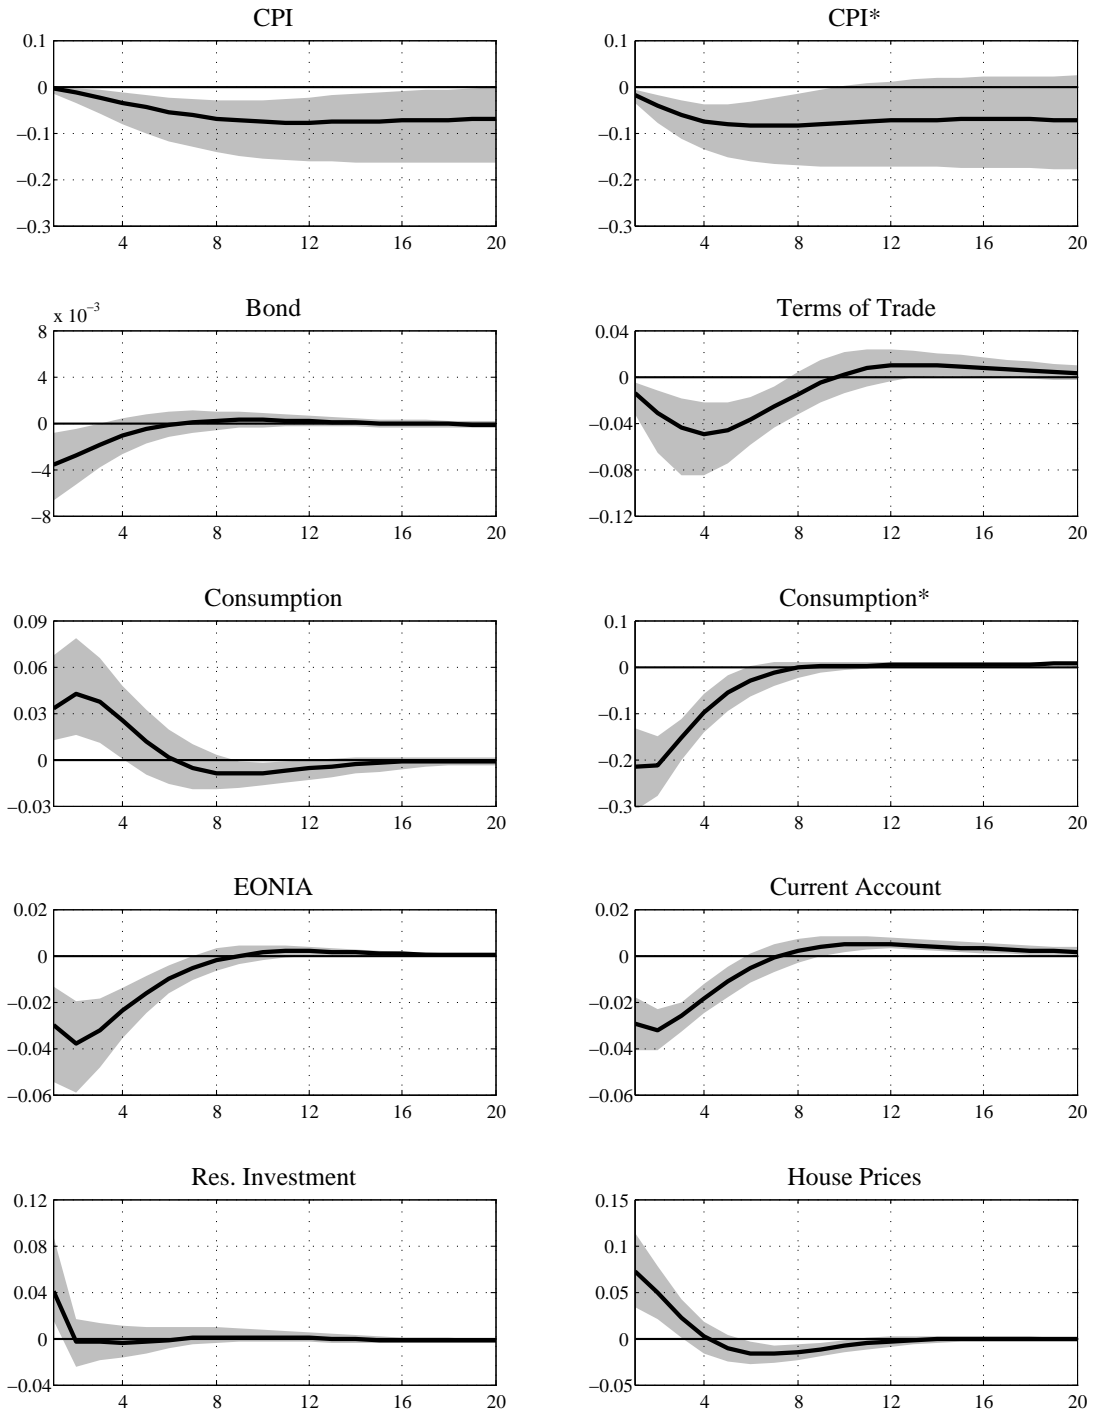 CPI
0.1
0
−0.1
−0.2
−0.3
4 8 12 16 20
CPI*
0.1
0
−0.1
−0.2
−0.3
4 8 12 16 20
Bond
x 10−3
8
4
0
−4
−8
4 8 12 16 20
Terms of Trade
0.04
0
−0.04
−0.08
−0.12
4 8 12 16 20
Consumption
0.09
0.06
0.03
0
−0.03
4 8 12 16 20
Consumption*
0.1
0
−0.1
−0.2
−0.3
4 8 12 16 20
EONIA
0.02
0
−0.02
−0.04
−0.06
4 8 12 16 20
Current Account
0.02
0
−0.02
−0.04
−0.06
4 8 12 16 20
Res. Investment
0.12
0.08
0.04
0
−0.04
4 8 12 16 20
House Prices
0.15
0.1
0.05
0
−0.05
4 8 12 16 20